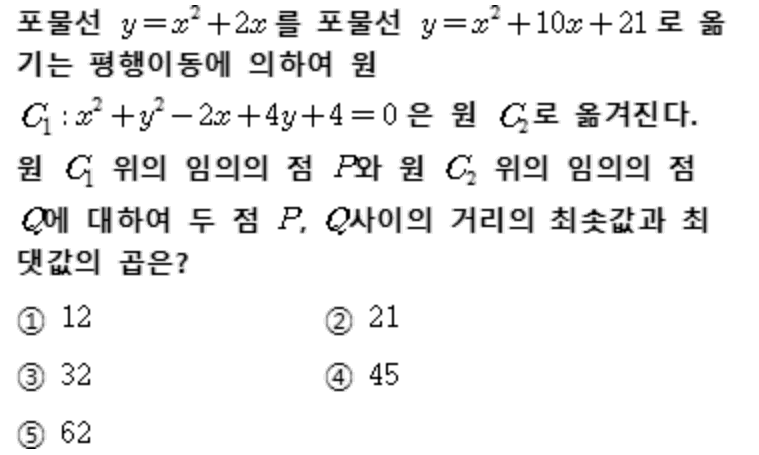 포물선 y=x²+2x를 포물선 y=x²+10x+21로 옮
기는 평행이동에 의하여 원
C₁ : x²+y²−2x+4y+4=0은 원 C₂로 옮겨진다.
원 C₁ 위의 임의의 점 P와 원 C₂ 위의 임의의 점
Q에 대하여 두 점 P, Q사이의 거리의 최솟값과 최
댓값의 곱은?
① 12 ② 21
③ 32 ④ 45
⑤ 62